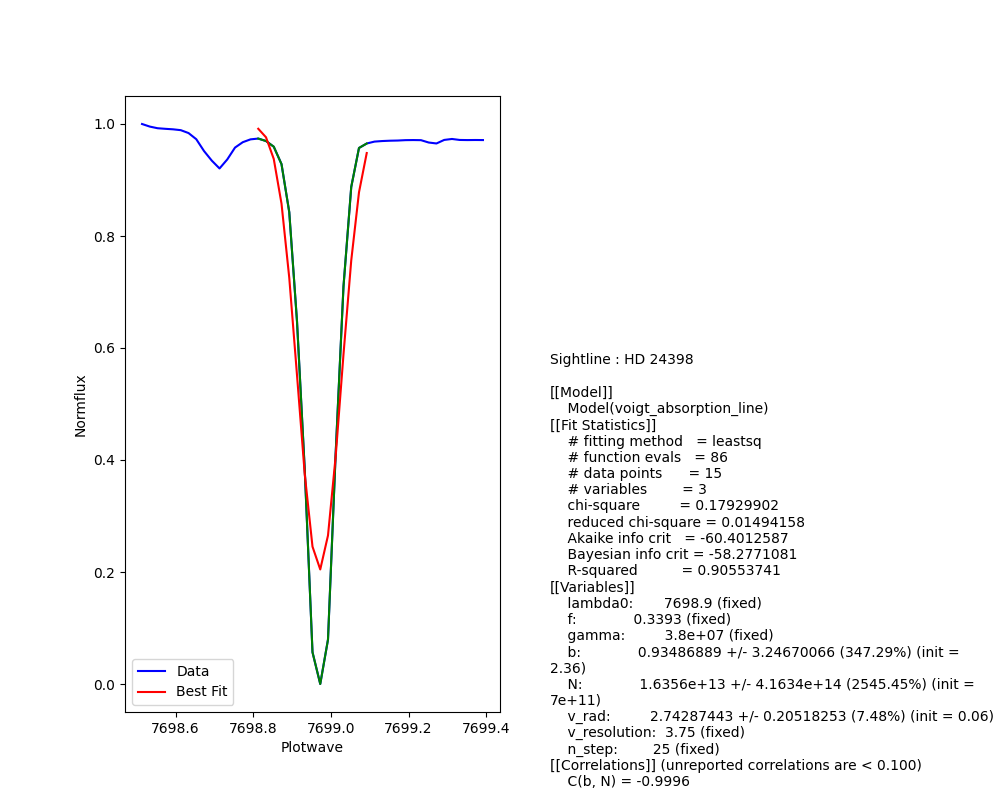 1.0
0.8
0.6
0.4
0.2
0.0
Normflux
Data
Best Fit
7698.6 7698.8 7699.0 7699.2 7699.4
Plotwave
Sightline : HD 24398
[[Model]]
Model(voigt_absorption_line)
[[Fit Statistics]]
# fitting method = leastsq
# function evals = 86
# data points = 15
# variables = 3
chi-square = 0.17929902
reduced chi-square = 0.01494158
Akaike info crit = -60.4012587
Bayesian info crit = -58.2771081
R-squared = 0.90553741
[[Variables]]
lambda0: 7698.9 (fixed)
f: 0.3393 (fixed)
gamma: 3.8e+07 (fixed)
b: 0.93486889 +/- 3.24670066 (347.29%) (init =
2.36)
N: 1.6356e+13 +/- 4.1634e+14 (2545.45%) (init =
7e+11)
v_rad: 2.74287443 +/- 0.20518253 (7.48%) (init = 0.06)
v_resolution: 3.75 (fixed)
n_step: 25 (fixed)
[[Correlations]] (unreported correlations are < 0.100)
C(b, N) = -0.9996